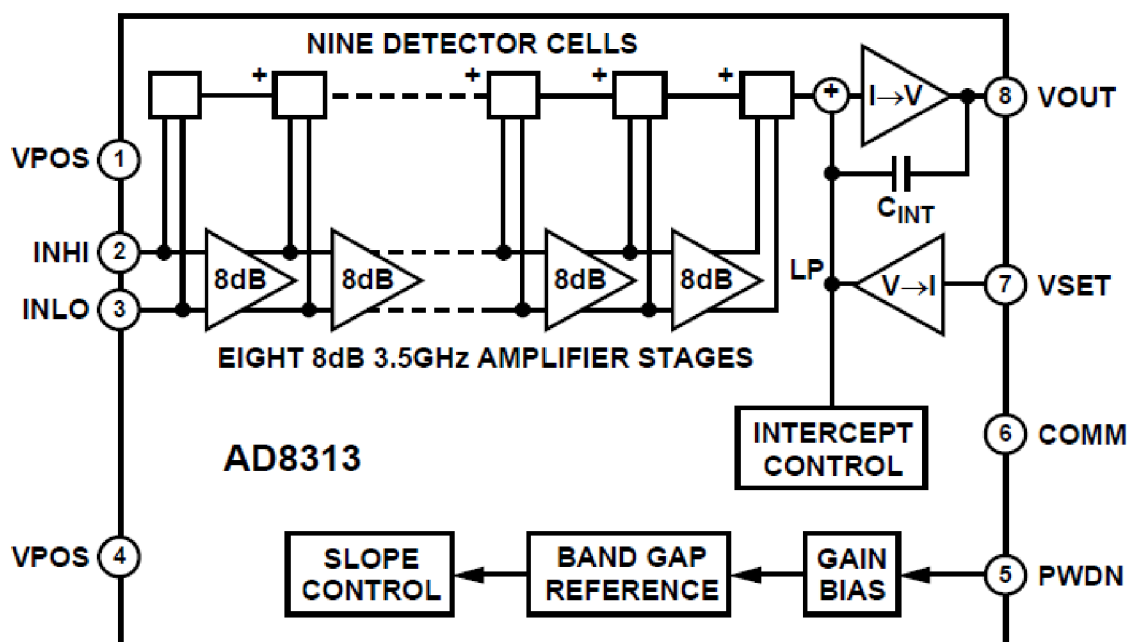 NINE DETECTOR CELLS
+ + + +
+
I→V
8 VOUT
VPOS 1
CINT
INHI 2
8dB 8dB 8dB 8dB
LP
V→I
7 VSET
INLO 3
EIGHT 8dB 3.5GHz AMPLIFIER STAGES
INTERCEPT
CONTROL
6 COMM
AD8313
VPOS 4
SLOPE
CONTROL
BAND GAP
REFERENCE
GAIN
BIAS
5 PWDN